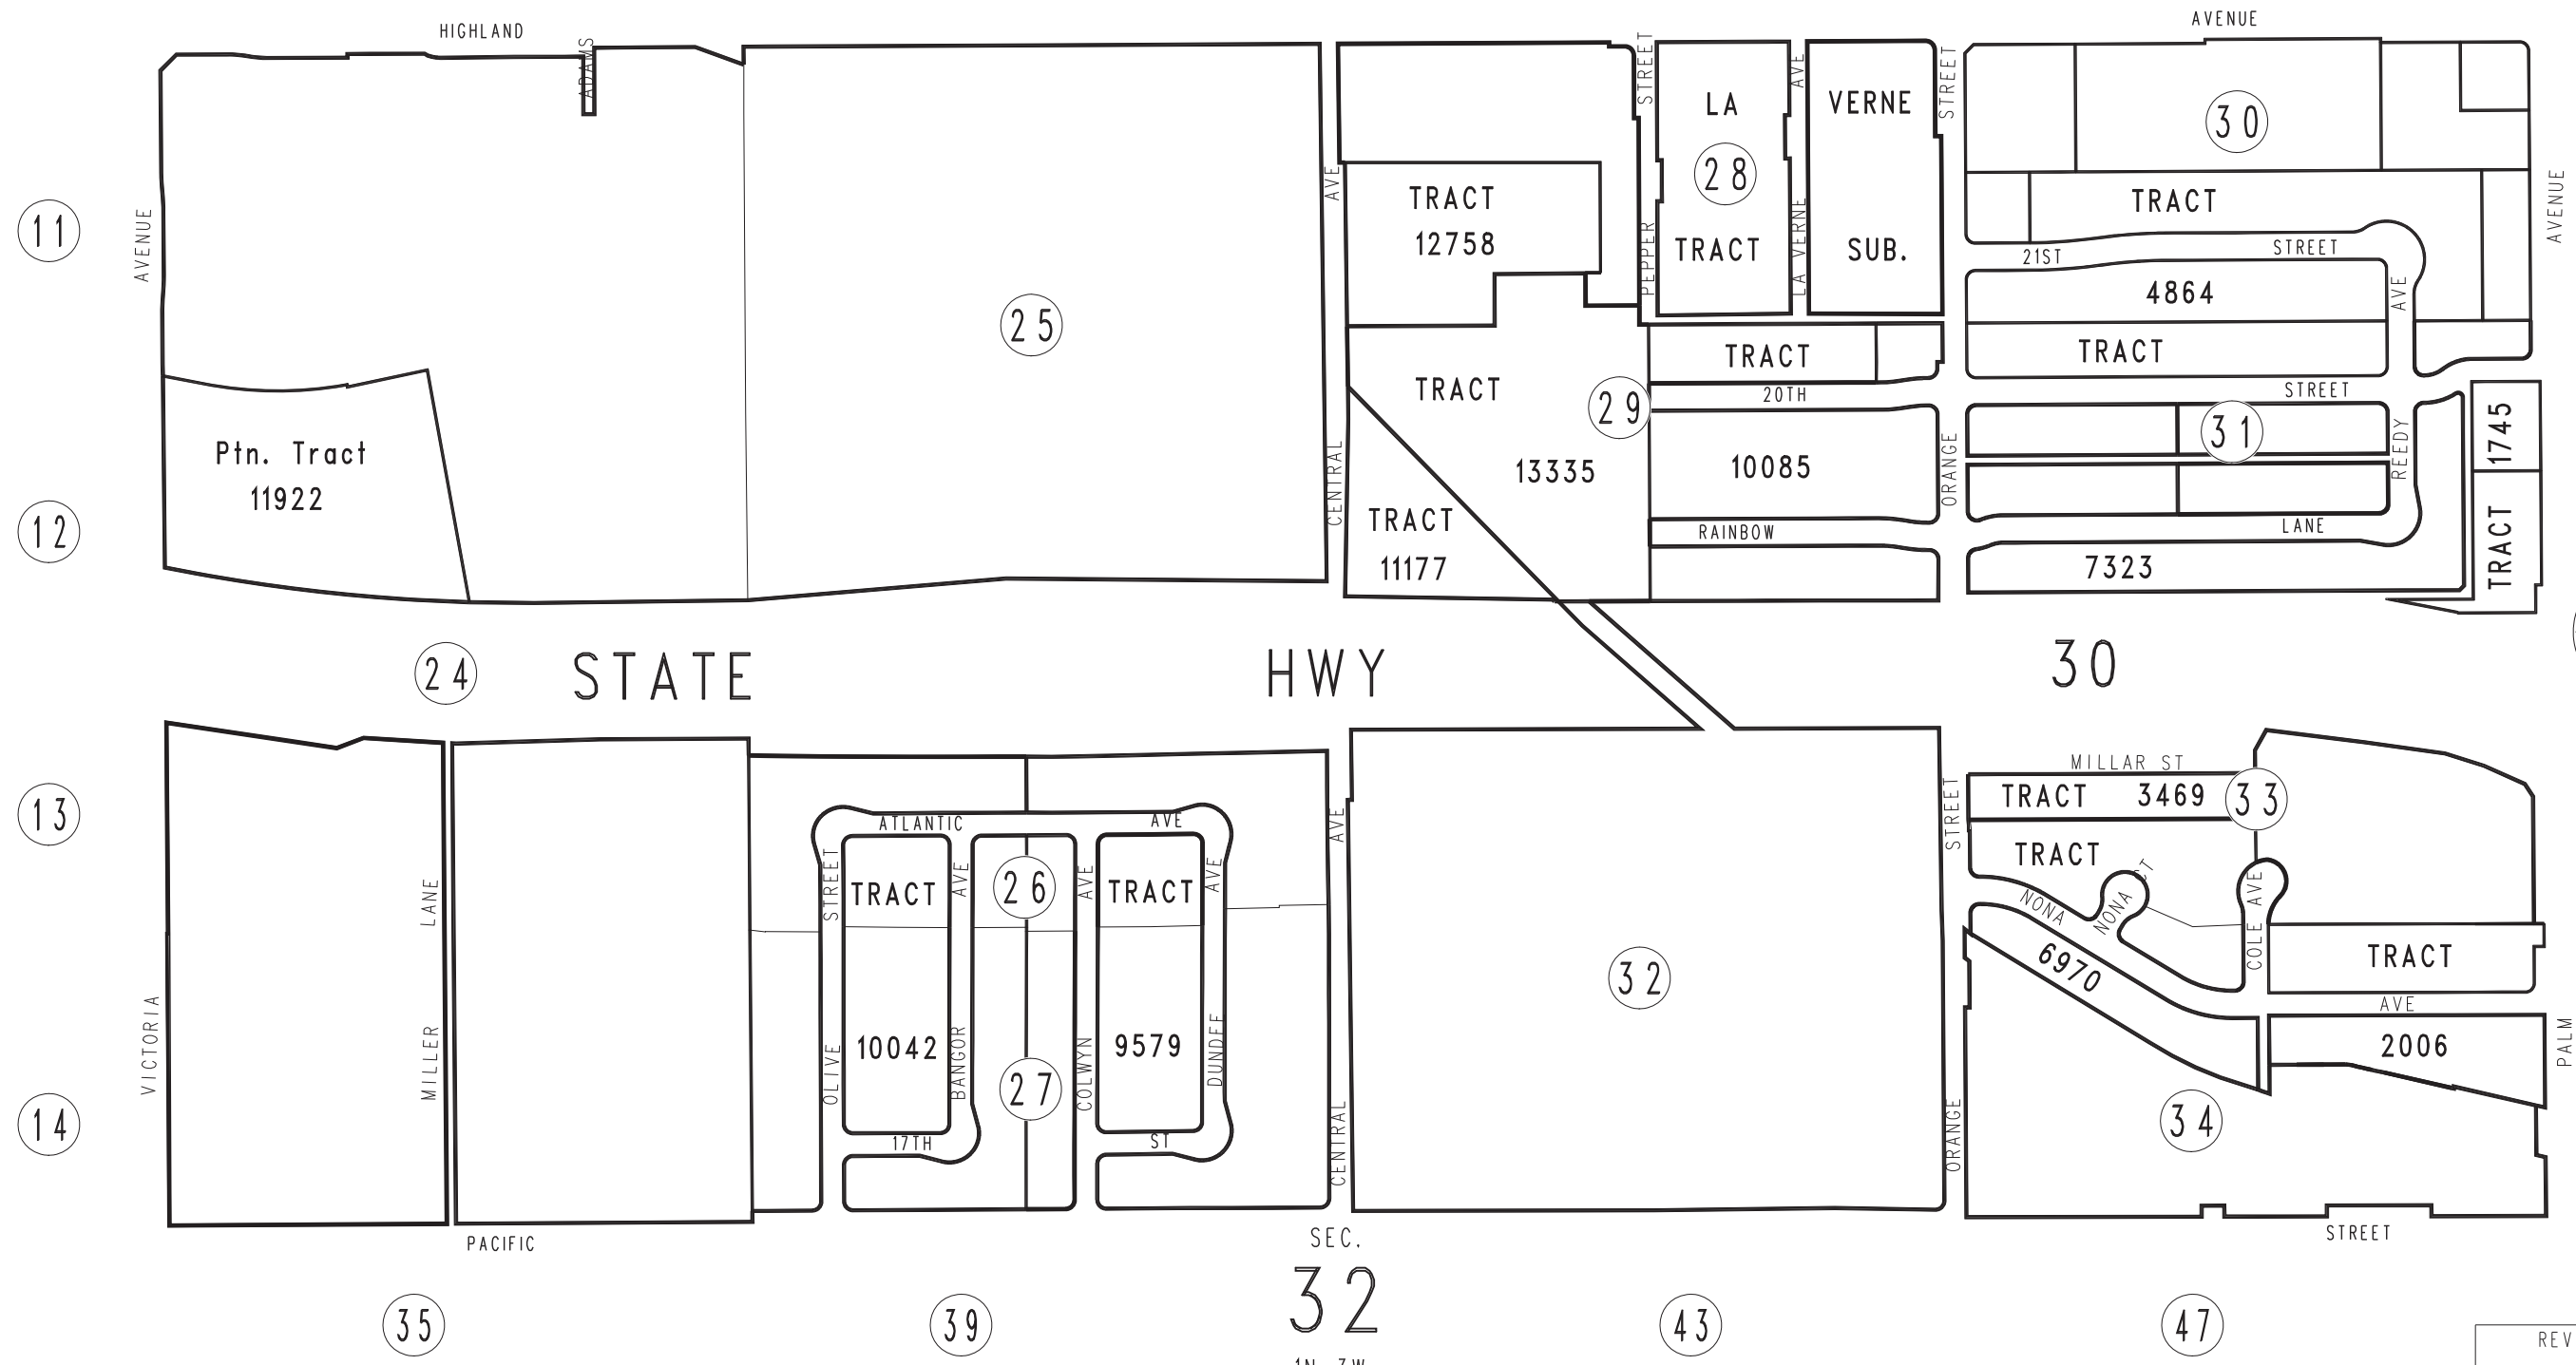 HIGHLAND
AVENUE
ADAMS
STREET
AVE
STREET
LA
VERNE
30
28
11
AVENUE
AVE
TRACT
12758
PEPPER
TRACT
LA VERNE
SUB.
TRACT
AVENUE
21ST
STREET
4864
AVE
25
TRACT
TRACT
TRACT
20TH
STREET
29
31
1745
TRACT
Ptn. Tract
11922
CENTRAL
13335
10085
ORANGE
REEDY
12
TRACT
11177
RAINBOW
LANE
7323
24
STATE
HWY
30
MILLAR ST
13
TRACT 3469
33
ATLANTIC
AVE
AVE
STREET
TRACT
LANE
STREET
TRACT
AVE
26
AVE
TRACT
AVE
NONA
NONA CT
COLE AVE
6970
TRACT
32
AVE
VICTORIA
MILLER
OLIVE
10042
BANGOR
27
COLWYN
9579
DUNDEE
2006
PALM
14
17TH
ST
CENTRAL
ORANGE
34
PACIFIC
SEC.
STREET
32
35
39
43
47
REV